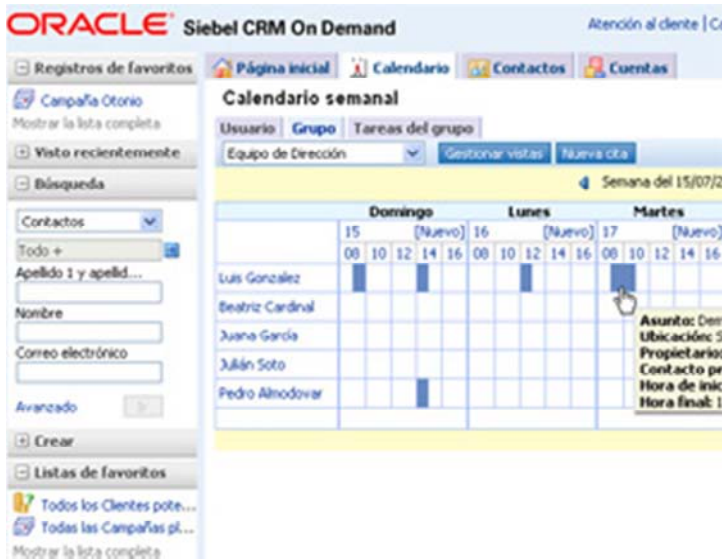 ORACLE Siebel CRM On Demand
Atención al cliente | Co
Registros de favoritos
Campaña Otonio
Mostrar la lista completa
Visto recientemente
Búsqueda
Contactos
Todo +
Apellido 1 y apellid...
Nombre
Correo electrónico
Avanzado
Ir
Crear
Listas de favoritos
Todos los Clientes pote...
Todas las Campañas pl...
Mostrar la lista completa
Página inicial Calendario Contactos Cuentas
Calendario semanal
Usuario Grupo Tareas del grupo
Equipo de Dirección Gestionar vistas Nueva cita
Semana del 15/07/2
Domingo Lunes Martes
15 [Nuevo] 16 [Nuevo] 17 [Nuevo]
08 10 12 14 16 08 10 12 14 16 08 10 12 14 16
Luis Gonzalez
Beatriz Cardinal
Juana García
Julián Soto
Pedro Almodovar
Asunto: Dem
Ubicación: S
Propietario:
Contacto pr
Hora de inic
Hora final: 1